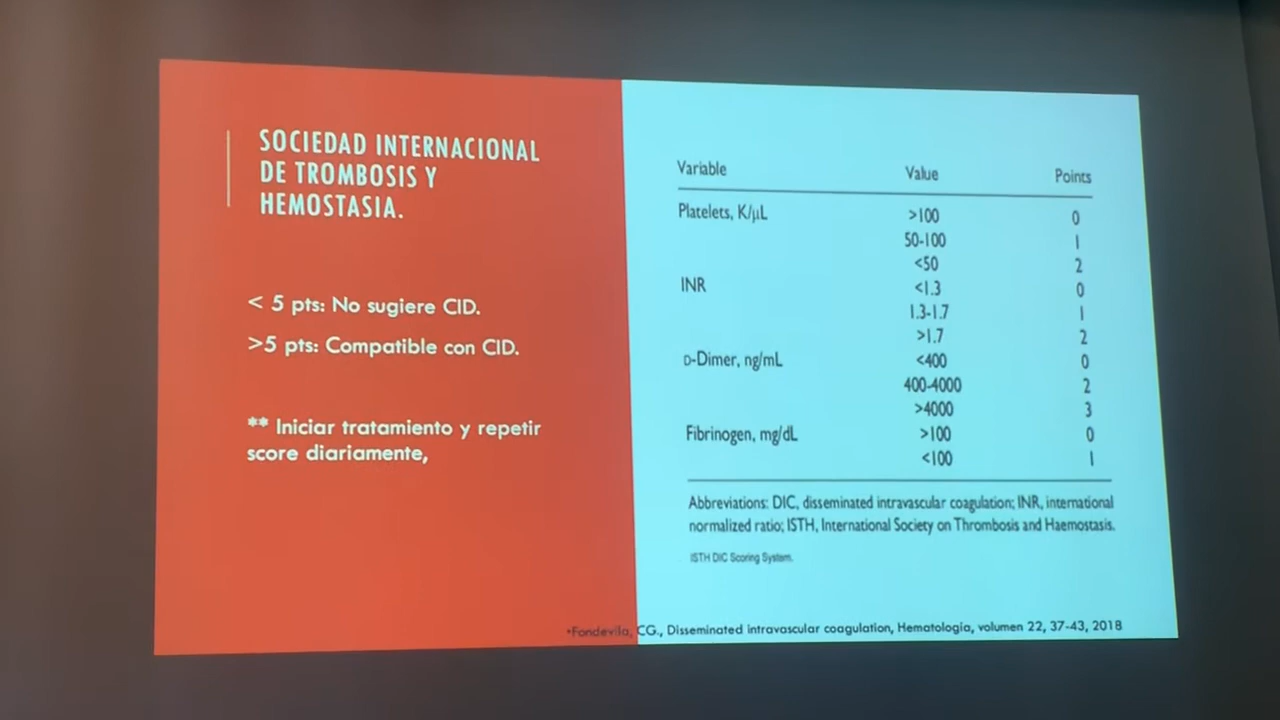 SOCIEDAD INTERNACIONAL
DE TROMBOSIS Y
HEMOSTASIA.
< 5 pts: No sugiere CID.
>5 pts: Compatible con CID.
** Iniciar tratamiento y repetir
score diariamente,
Variable Value Points
Platelets, K/μL >100 0
50-100 1
<50 2
INR <1.3 0
1.3-1.7 1
>1.7 2
D-Dimer, ng/mL <400 0
400-4000 2
>4000 3
Fibrinogen, mg/dL >100 0
<100 1
Abbreviations: DIC, disseminated intravascular coagulation; INR, international
normalized ratio; ISTH, International Society on Thrombosis and Haemostasis.
ISTH DIC Scoring System.
•Fondevila, CG., Disseminated intravascular coagulation, Hematologia, volumen 22, 37-43, 2018